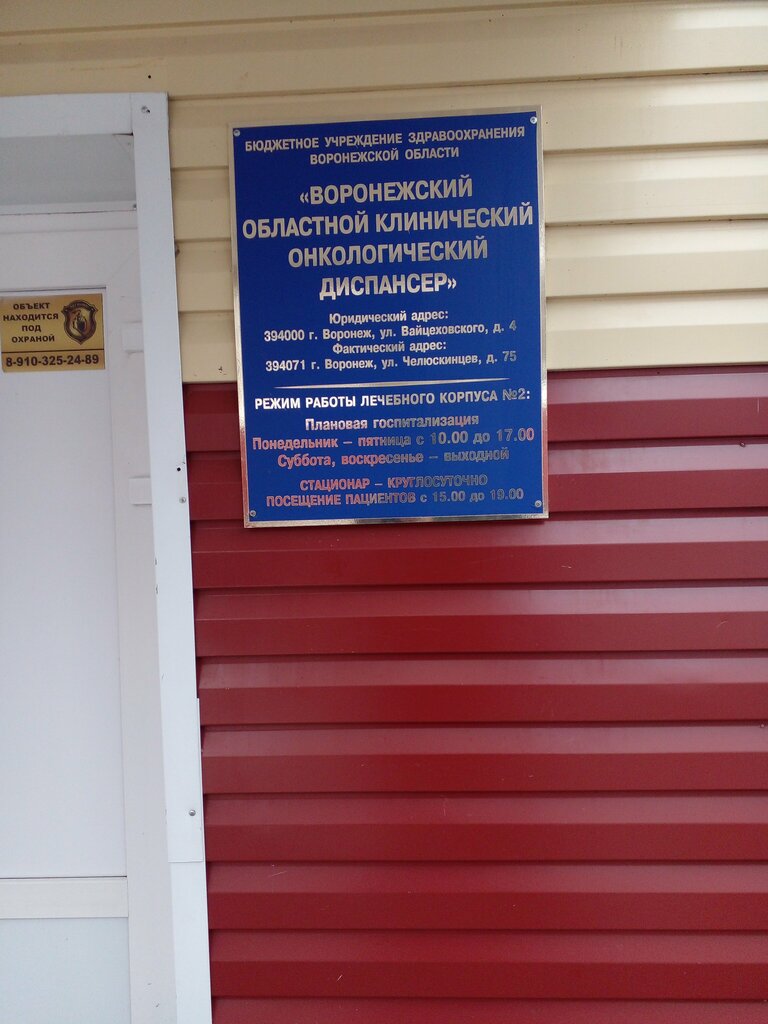 БЮДЖЕТНОЕ УЧРЕЖДЕНИЕ ЗДРАВООХРАНЕНИЯ
ВОРОНЕЖСКОЙ ОБЛАСТИ
«ВОРОНЕЖСКИЙ
ОБЛАСТНОЙ КЛИНИЧЕСКИЙ
ОНКОЛОГИЧЕСКИЙ
ДИСПАНСЕР»
Юридический адрес:
394000 г. Воронеж, ул. Вайцеховского, д. 4
Фактический адрес:
394071 г. Воронеж, ул. Челюскинцев, д. 75
РЕЖИМ РАБОТЫ ЛЕЧЕБНОГО КОРПУСА №2:
Плановая госпитализация
Понедельник – пятница с 10.00 до 17.00
Суббота, воскресенье – выходной
СТАЦИОНАР – КРУГЛОСУТОЧНО
ПОСЕЩЕНИЕ ПАЦИЕНТОВ с 15.00 до 19.00
ОБЪЕКТ
НАХОДИТСЯ
ПОД
ОХРАНОЙ
8-910-325-24-89